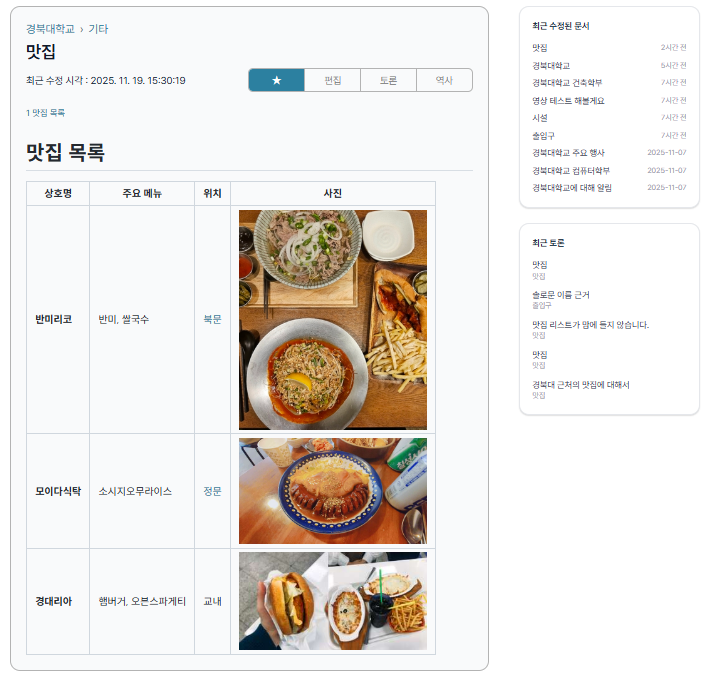 경북대학교 › 기타
맛집
최근 수정 시각 : 2025. 11. 19. 15:30:19
★ 편집 토론 역사
1 맛집 목록
맛집 목록
상호명 주요 메뉴 위치 사진
반미리코 반미, 쌀국수 북문
모이다식탁 소시지오무라이스 정문
경대리아 햄버거, 오븐스파게티 교내
최근 수정된 문서
맛집 2시간 전
경북대학교 5시간 전
경북대학교 건축학부 7시간 전
영상 테스트 해볼게요 7시간 전
시설 7시간 전
출입구 7시간 전
경북대학교 주요 행사 2025-11-07
경북대학교 컴퓨터학부 2025-11-07
경북대학교에 대해 알림 2025-11-07
최근 토론
맛집
맛집
솔로문 이름 근거
출입구
맛집 리스트가 맘에 들지 않습니다.
맛집
맛집
맛집
경북대 근처의 맛집에 대해서
맛집